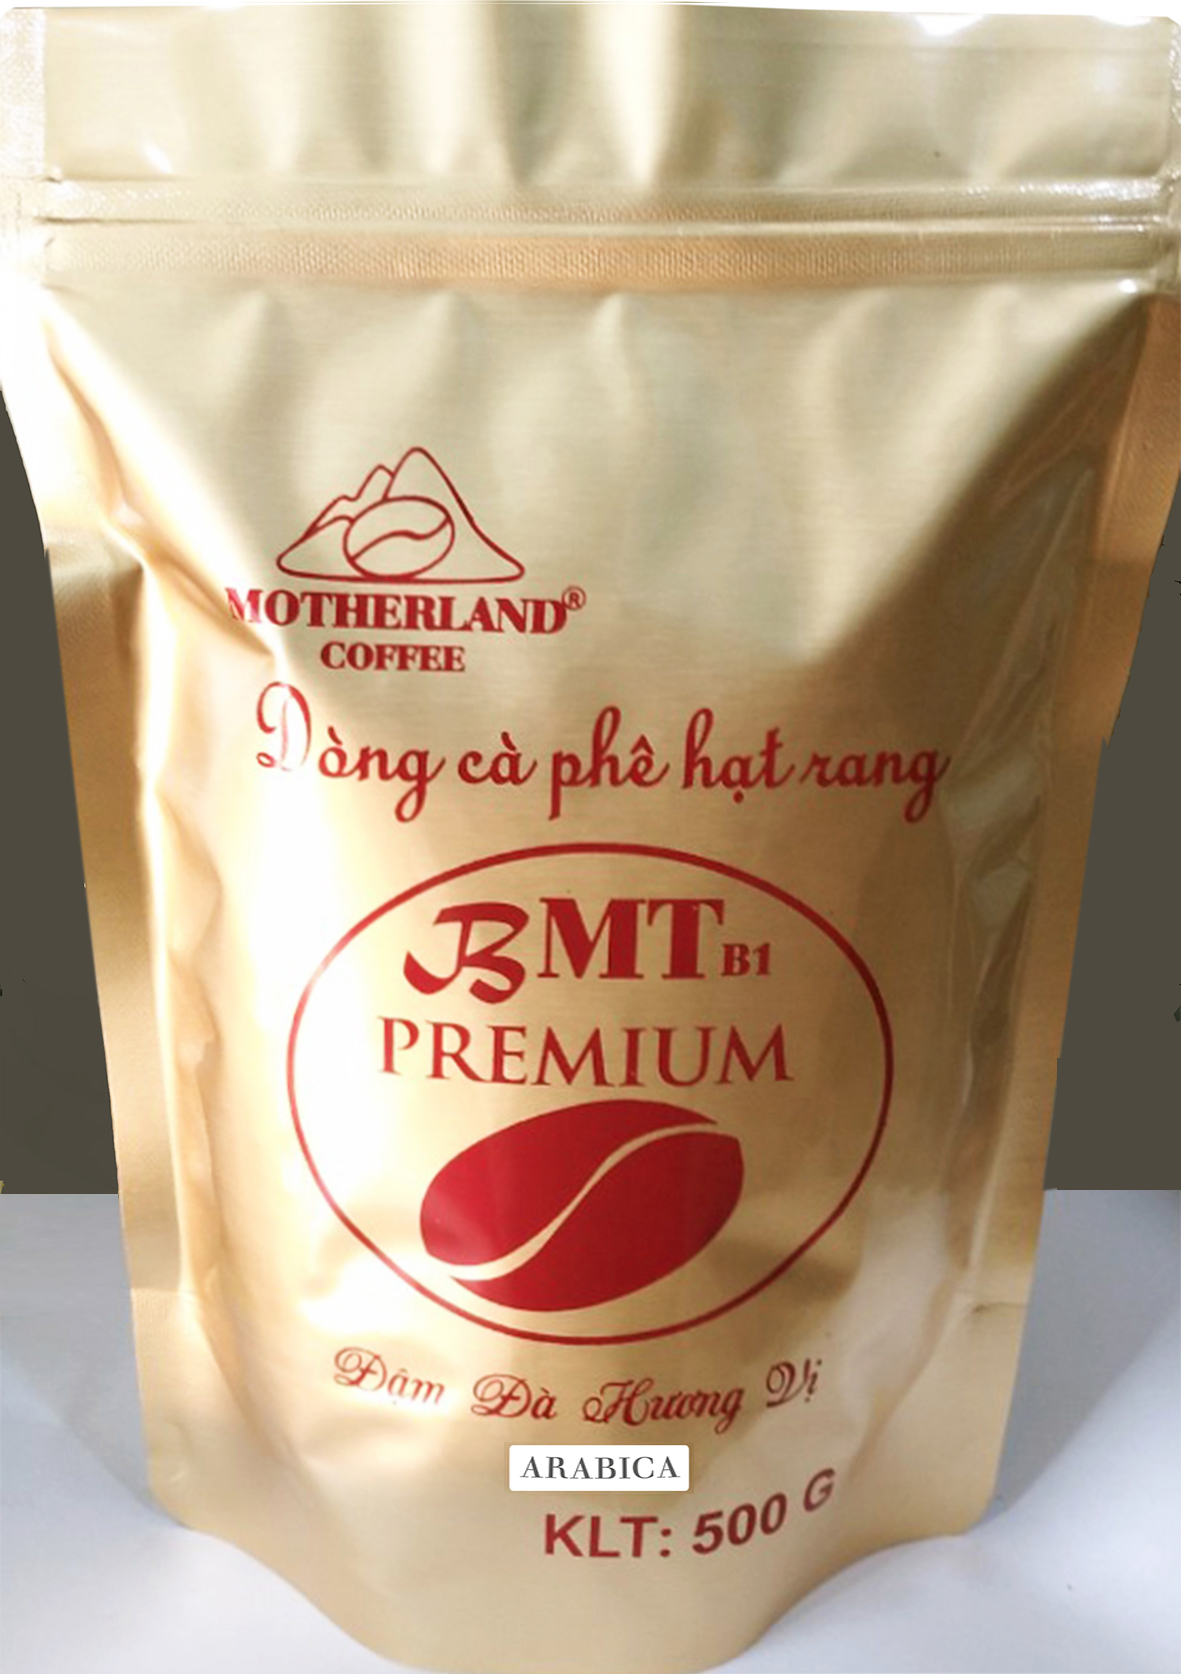 MOTHERLAND®
COFFEE
Dòng cà phê hạt rang
BMT B1
PREMIUM
Đậm Đà Hương Vị
ARABICA
KLT: 500 G